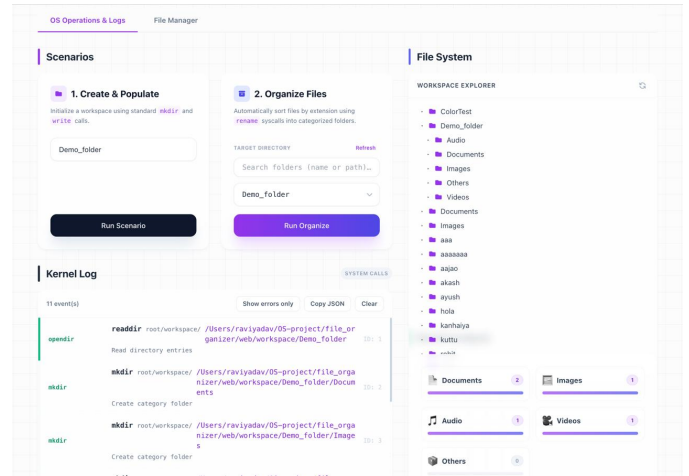 OS Operations & Logs
File Manager
Scenarios
1. Create & Populate
Initialize a workspace using standard mkdir and
write calls.
Demo_folder
Run Scenario
2. Organize Files
Automatically sort files by extension using
rename syscalls into categorized folders.
TARGET DIRECTORY
Refresh
Search folders (name or path)…
Demo_folder
Run Organize
Kernel Log
SYSTEM CALLS
11 event(s)
Show errors only
Copy JSON
Clear
opendir
readdir root/workspace/ /Users/raviyadav/OS-project/file_or
ganizer/web/workspace/Demo_folder
Read directory entries
mkdir
mkdir root/workspace/ /Users/raviyadav/OS-project/file_orga
nizer/web/workspace/Demo_folder/Docum
ents
Create category folder
mkdir
mkdir root/workspace/ /Users/raviyadav/OS-project/file_orga
nizer/web/workspace/Demo_folder/Image
s
Create category folder
File System
WORKSPACE EXPLORER
ColorTest
Demo_folder
Audio
Documents
Images
Others
Videos
Documents
Images
aaa
aaaaaaa
aajao
akash
ayush
hola
kanhaiya
kuttu
Documents
2
Images
1
Audio
1
Videos
1
Others
0